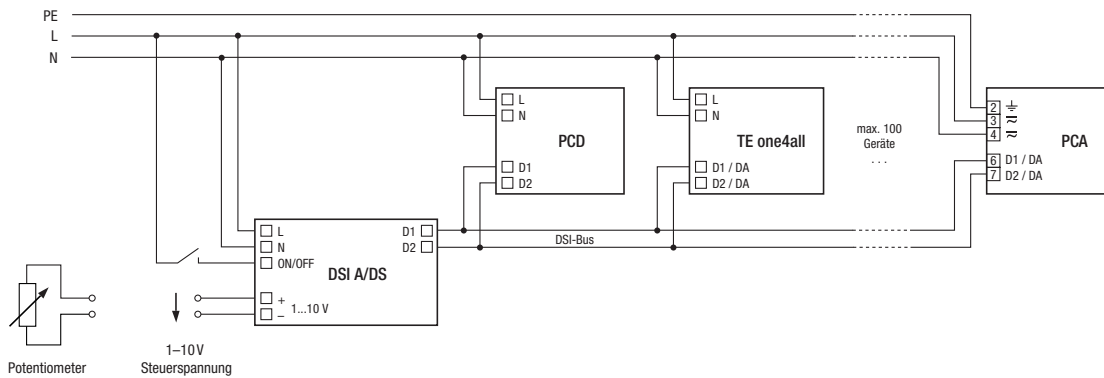 PE
L
N
L
N
PCD
D1
D2
L
N
TE one4all
D1 / DA
D2 / DA
max. 100
Geräte
. . .
2
3
4
PCA
6 D1 / DA
7 D2 / DA
L
N
ON/OFF
D1
D2
DSI A/DS
+
–
1...10 V
DSI-Bus
Potentiometer
1–10 V
Steuerspannung